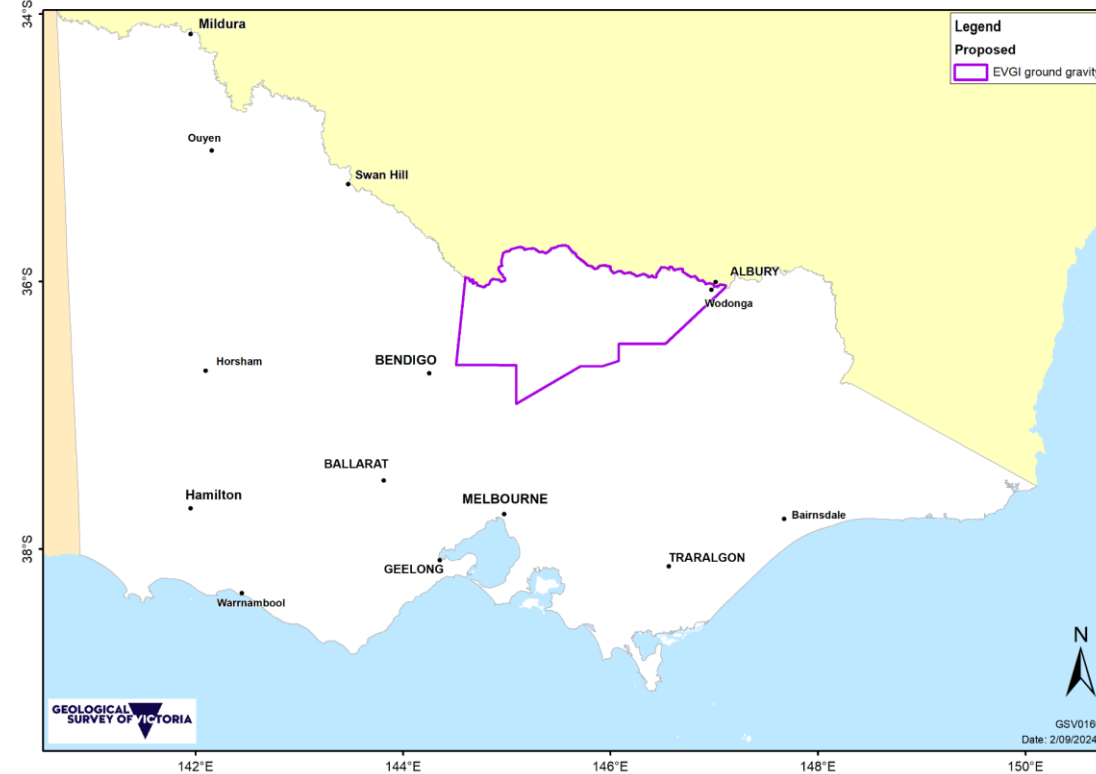 34°S
Mildura
Legend
Proposed
EVGI ground gravity
Ouyen
Swan Hill
36°S
ALBURY
Wodonga
Horsham
BENDIGO
BALLARAT
Hamilton
MELBOURNE
Bairnsdale
38°S
GEELONG
TRARALGON
Warrnambool
N
GEOLOGICAL
SURVEY OF VICTORIA
GSV016
Date: 2/09/2024
142°E
144°E
146°E
148°E
150°E